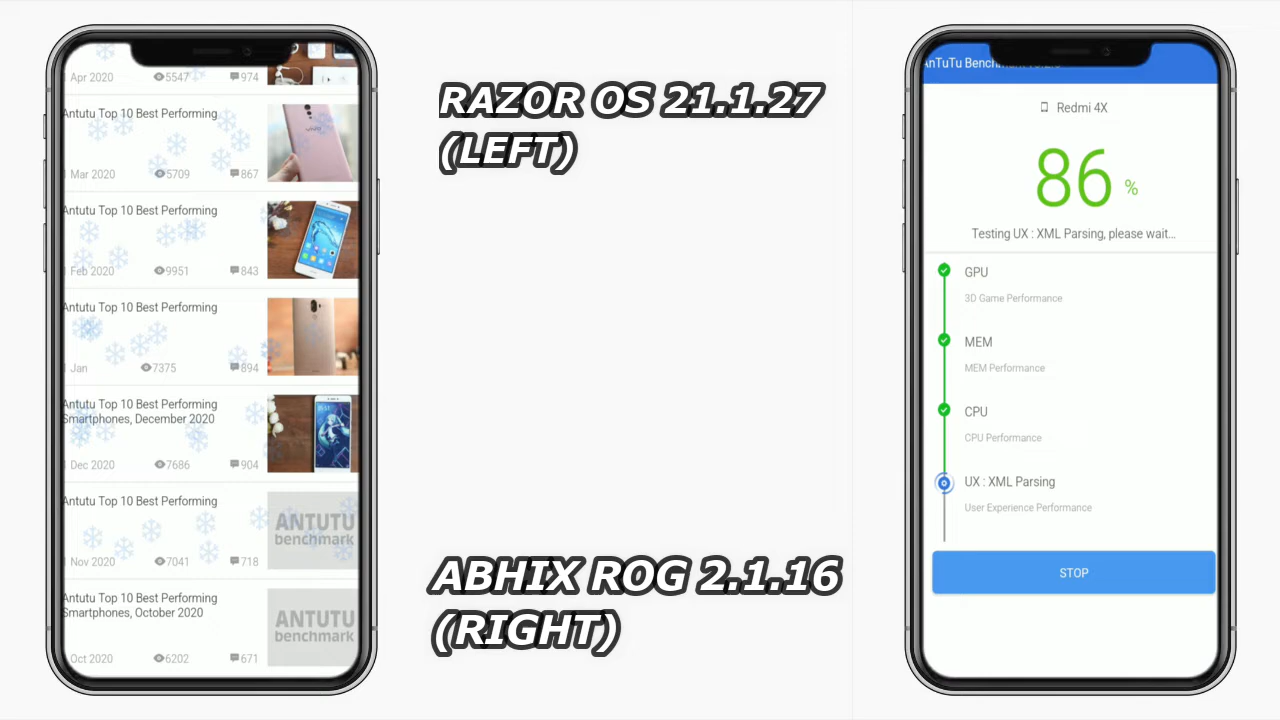 Apr 2020 5547 974
Antutu Top 10 Best Performing
Mar 2020 5709 867
Antutu Top 10 Best Performing
Feb 2020 9951 843
Antutu Top 10 Best Performing
Jan 7375 894
Antutu Top 10 Best Performing
Smartphones, December 2020
Dec 2020 7686 904
Antutu Top 10 Best Performing
Nov 2020 7041 718
ANTUTU
benchmark
Antutu Top 10 Best Performing
Smartphones, October 2020
Oct 2020 6202 671
ANTUTU
benchmark
RAZOR OS 21.1.27
(LEFT)
ABHIX ROG 2.1.16
(RIGHT)
AnTuTu
Redmi 4X
86 %
Testing UX : XML Parsing, please wait...
GPU
3D Game Performance
MEM
MEM Performance
CPU
CPU Performance
UX : XML Parsing
User Experience Performance
STOP